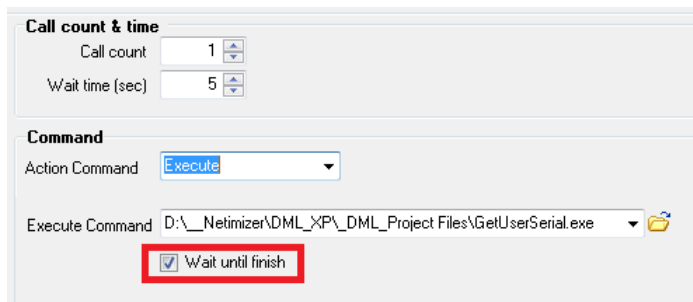 Call count & time
Call count 1
Wait time (sec) 5
Command
Action Command Execute
Execute Command D:\__Netimizer\DML_XP\_DML_Project Files\GetUserSerial.exe
Wait until finish